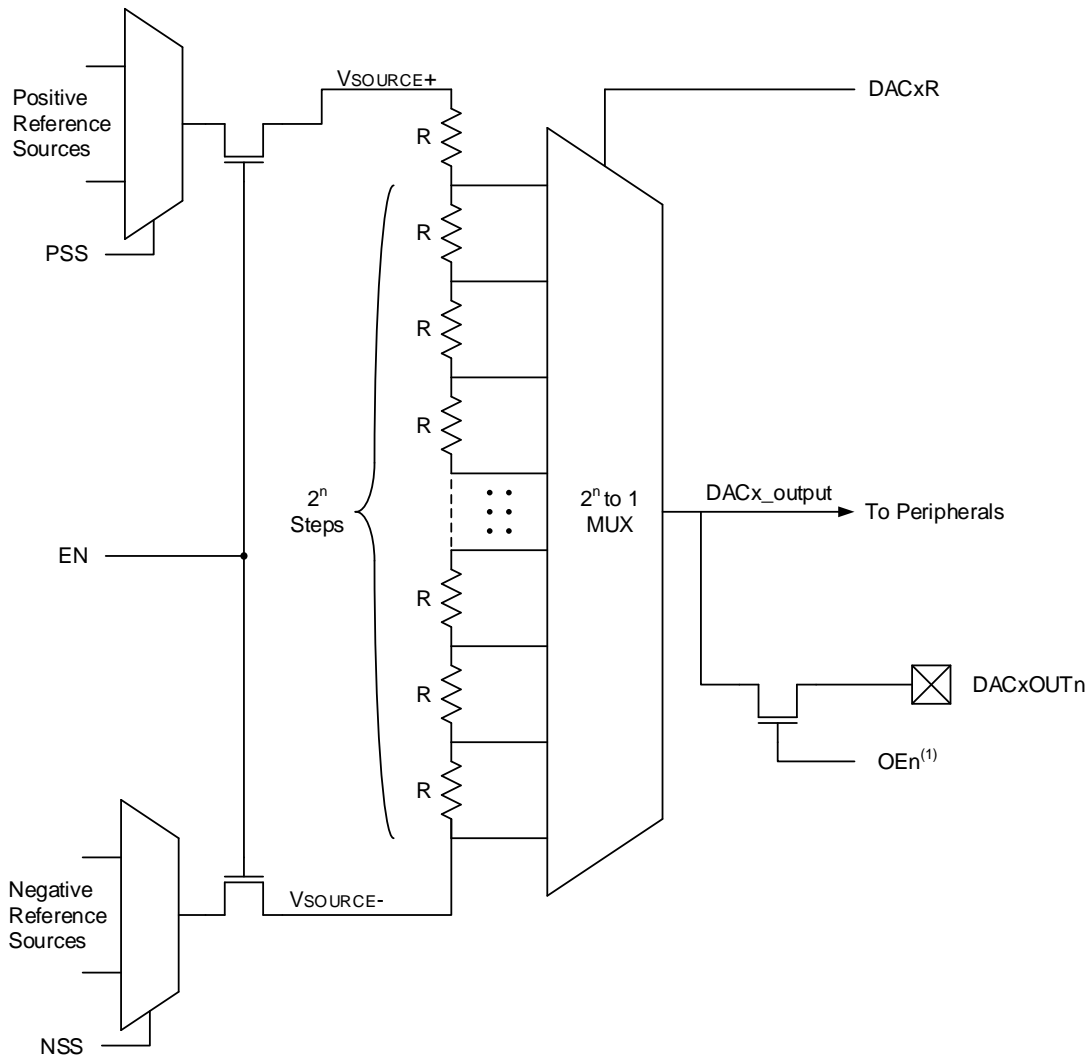 VSOURCE+
DACxR
Positive
Reference
Sources
R
R
PSS
R
R
2ⁿ
Steps
2ⁿ to 1
MUX
DACx_output
To Peripherals
EN
R
R
DACxOUTn
OEn⁽¹⁾
R
Negative
Reference
Sources
VSOURCE-
NSS